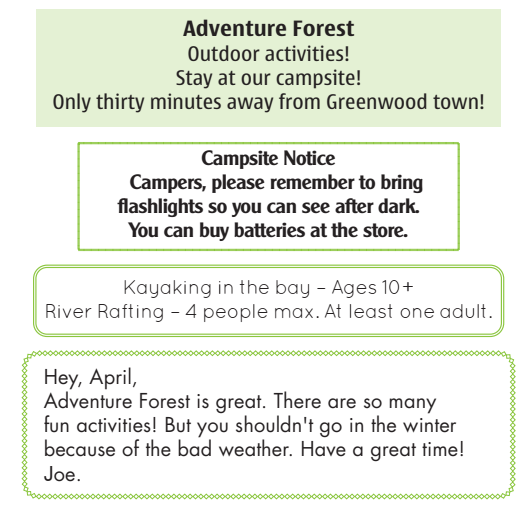 Adventure Forest
Outdoor activities!
Stay at our campsite!
Only thirty minutes away from Greenwood town!
Campsite Notice
Campers, please remember to bring
flashlights so you can see after dark.
You can buy batteries at the store.
Kayaking in the bay – Ages 10+
River Rafting – 4 people max. At least one adult.
Hey, April,
Adventure Forest is great. There are so many
fun activities! But you shouldn't go in the winter
because of the bad weather. Have a great time!
Joe.